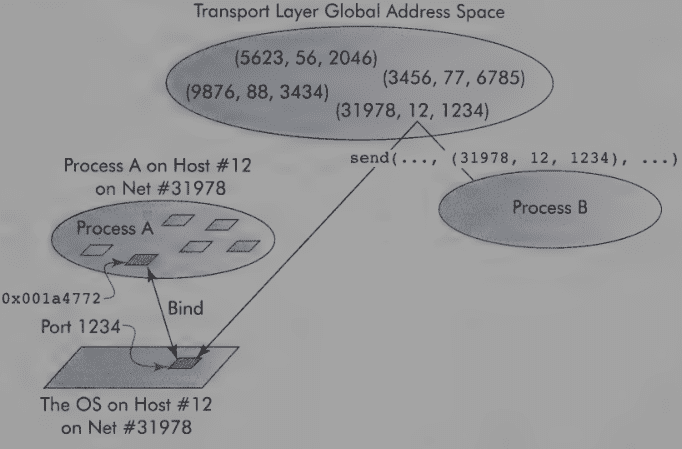 Transport Layer Global Address Space
(5623, 56, 2046)
(3456, 77, 6785)
(9876, 88, 3434)
(31978, 12, 1234)
send(..., (31978, 12, 1234), ...)
Process A on Host #12
on Net #31978
Process B
Process A
0x001a4772
Bind
Port 1234
The OS on Host #12
on Net #31978